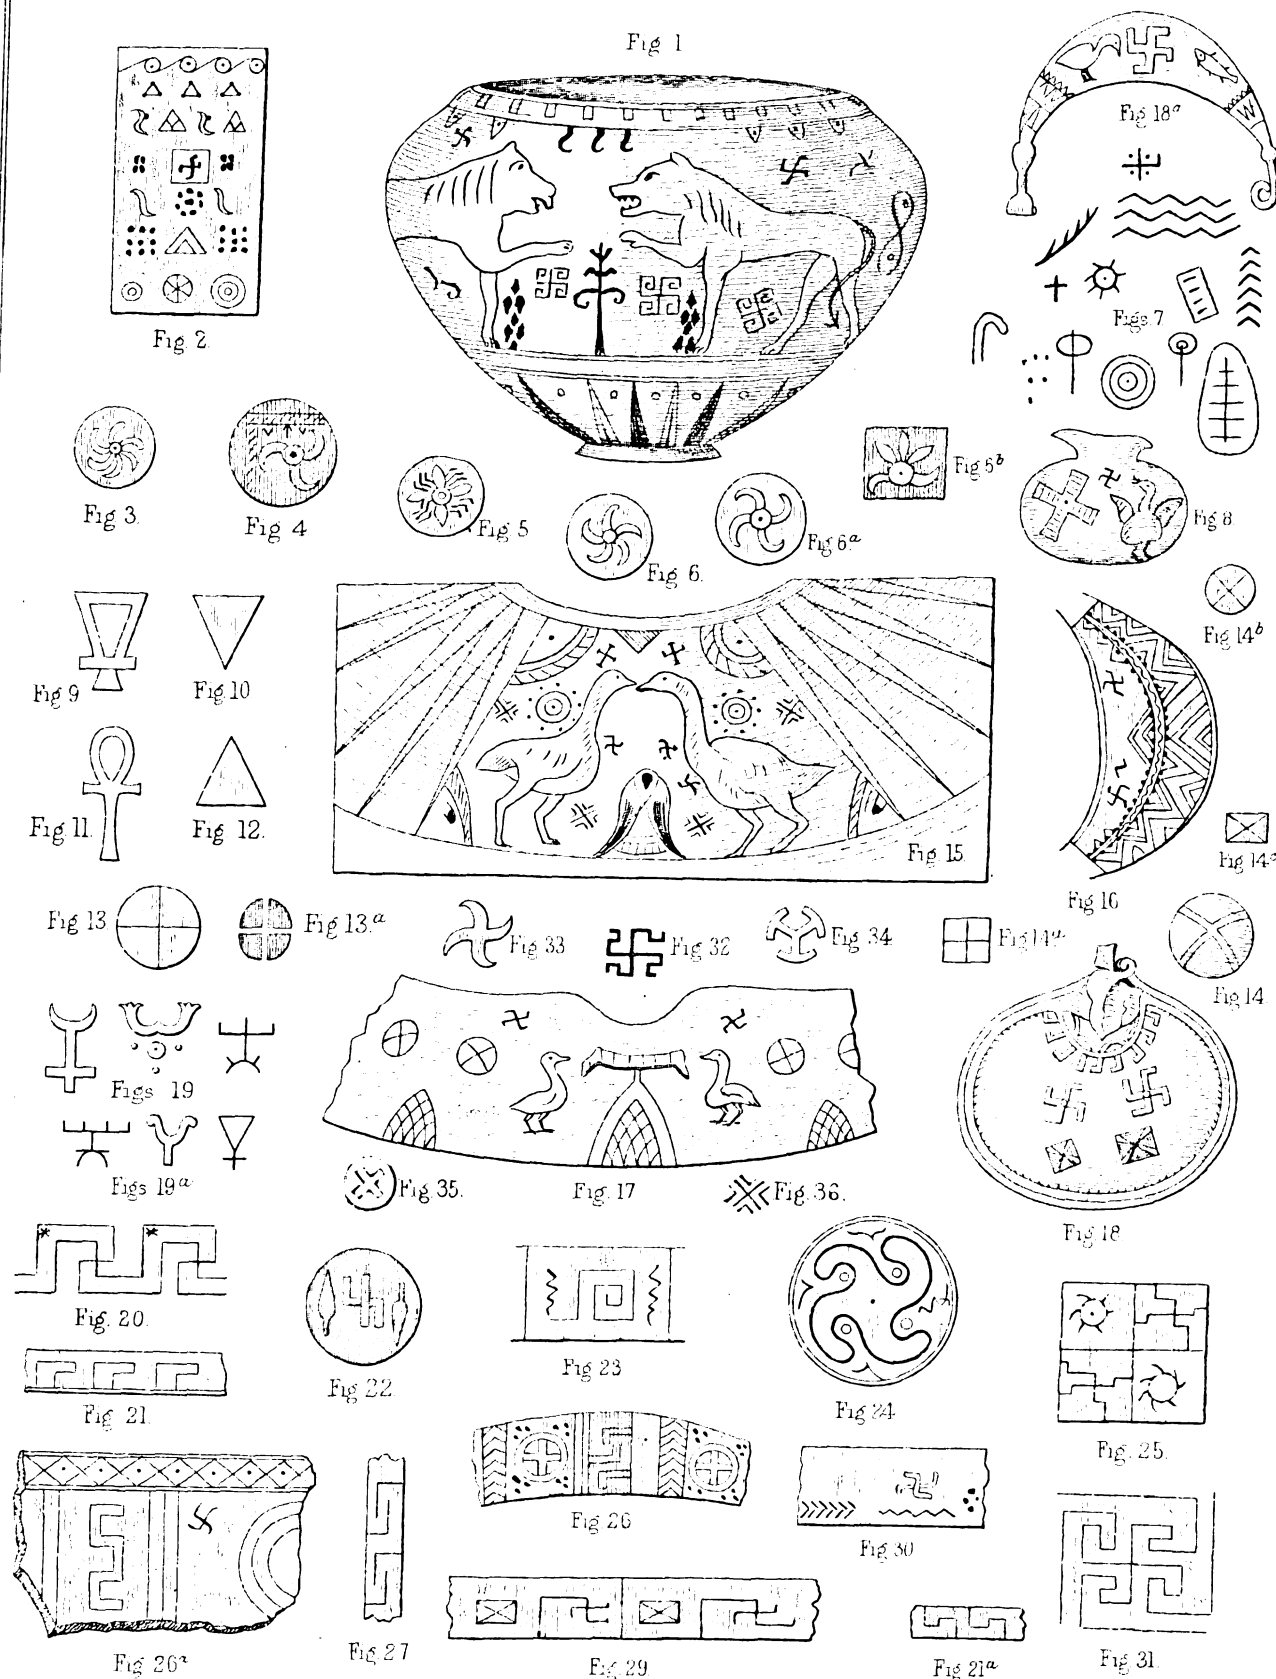 Fig 1
Fig 18a
Fig. 2.
Figs 7
Fig 3.
Fig 4
Fig 5
Fig 6.
Fig 6.a
Fig 5b
Fig 8.
Fig 9
Fig. 10
Fig 14b
Fig. 11.
Fig. 12.
Fig. 15.
Fig 14c
Fig 16
Fig 13
Fig 13.a
Fig 33
Fig 32
Fig 34
Fig 14a
Fig. 14
Figs 19
Figs 19a
Fig. 35.
Fig. 17
Fig. 36.
Fig. 18
Fig. 20.
Fig. 21.
Fig 22.
Fig 23
Fig 24
Fig. 25.
Fig 26a
Fig. 27
Fig 26
Fig 30
Fig. 29
Fig 21a
Fig 31.